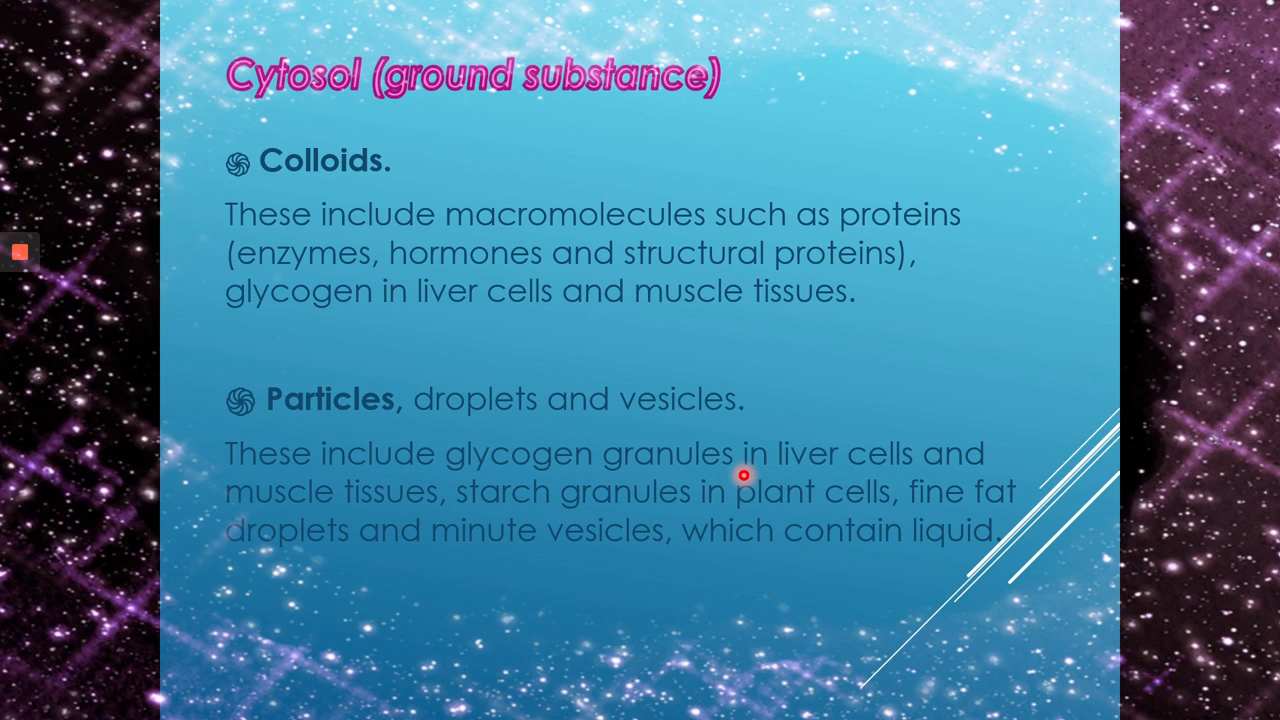 Cytosol (ground substance)
Colloids.
These include macromolecules such as proteins
(enzymes, hormones and structural proteins),
glycogen in liver cells and muscle tissues.
Particles, droplets and vesicles.
These include glycogen granules in liver cells and
muscle tissues, starch granules in plant cells, fine fat
droplets and minute vesicles, which contain liquid.